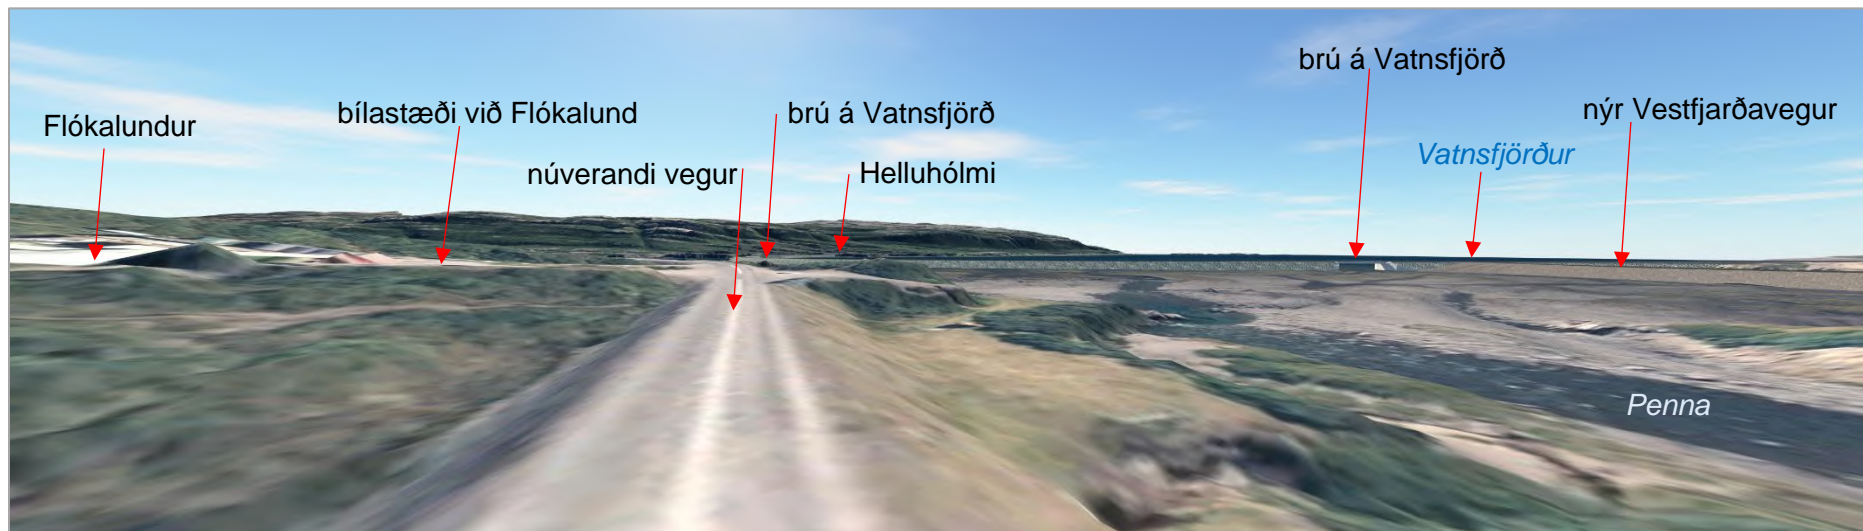 brú á Vatnsfjörð
bílastæði við Flókalund
brú á Vatnsfjörð
nýr Vestfjarðavegur
Flókalundur
Vatnsfjörður
núverandi vegur
Helluhólmi
Penna